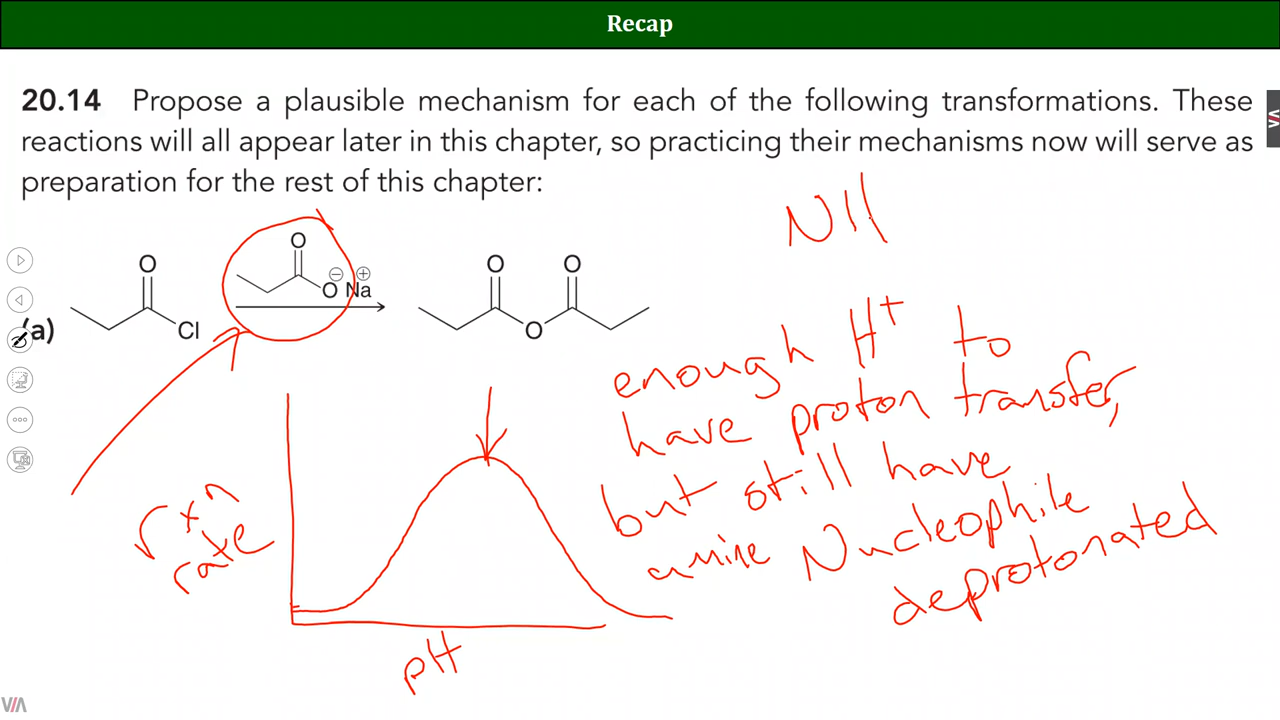 Recap
20.14 Propose a plausible mechanism for each of the following transformations. These
reactions will all appear later in this chapter, so practicing their mechanisms now will serve as
preparation for the rest of this chapter:
(a)
O
Cl
O
O ⊖ Na ⊕
O O
O
enough H+ to
have proton transfer,
but still have
amine Nucleophile
deprotonated
rxn
rate
pH
VIA